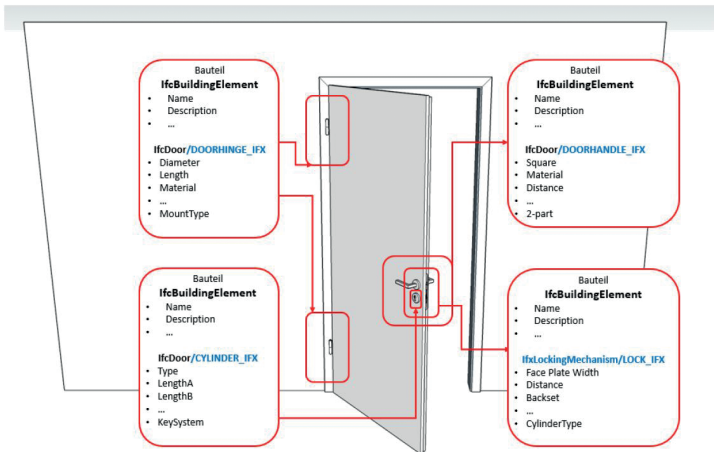 Bauteil
IfcBuildingElement
• Name
• Description
• ...
IfcDoor/DOORHINGE_IFX
• Diameter
• Length
• Material
• ...
• MountType
Bauteil
IfcBuildingElement
• Name
• Description
• ...
IfcDoor/DOORHANDLE_IFX
• Square
• Material
• Distance
• ...
• 2-part
Bauteil
IfcBuildingElement
• Name
• Description
• ...
IfcDoor/CYLINDER_IFX
• Type
• LengthA
• LengthB
• ...
• KeySystem
Bauteil
IfcBuildingElement
• Name
• Description
• ...
IfxLockingMechanism/LOCK_IFX
• Face Plate Width
• Distance
• Backset
• ...
• CylinderType